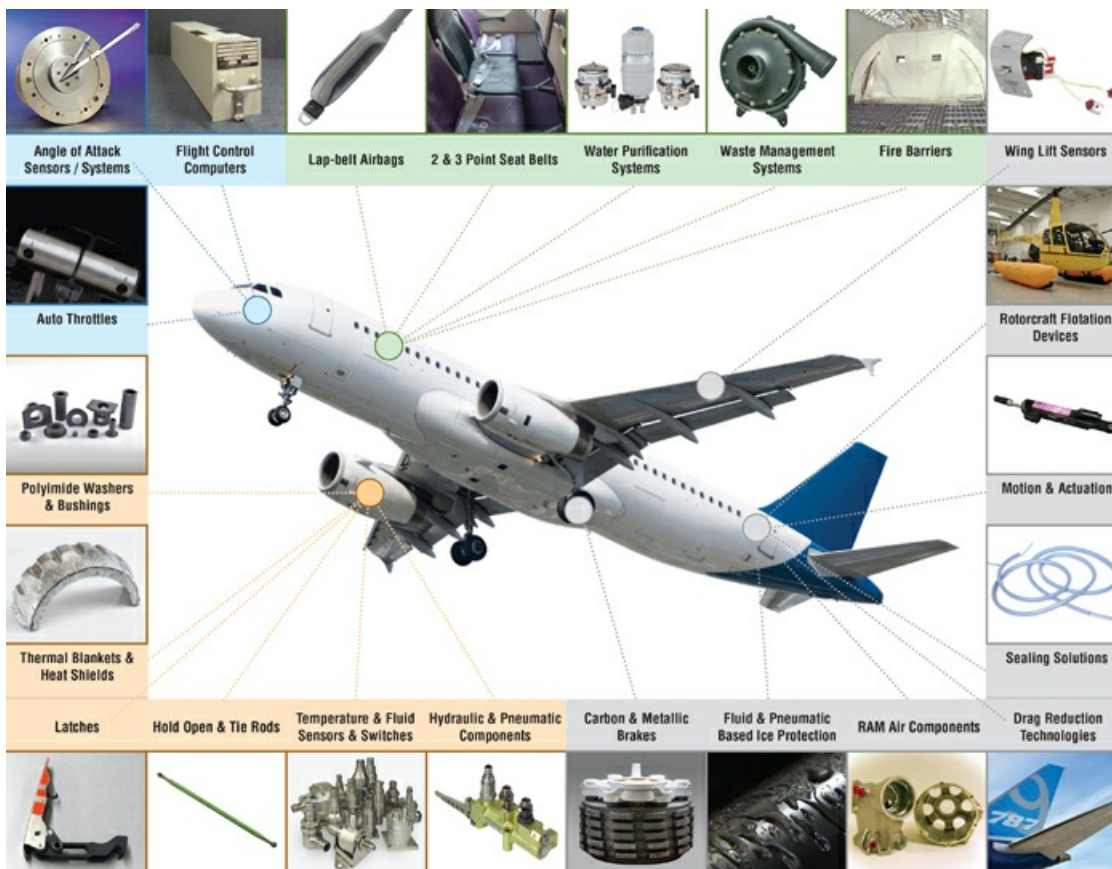 Angle of Attack
Sensors / Systems
Flight Control
Computers
Lap-belt Airbags
2 & 3 Point Seat Belts
Water Purification
Systems
Waste Management
Systems
Fire Barriers
Wing Lift Sensors
Auto Throttles
Rotorcraft Flotation
Devices
Polyimide Washers
& Bushings
Motion & Actuation
Thermal Blankets &
Heat Shields
Sealing Solutions
Latches
Hold Open & Tie Rods
Temperature & Fluid
Sensors & Switches
Hydraulic & Pneumatic
Components
Carbon & Metallic
Brakes
Fluid & Pneumatic
Based Ice Protection
RAM Air Components
Drag Reduction
Technologies
787